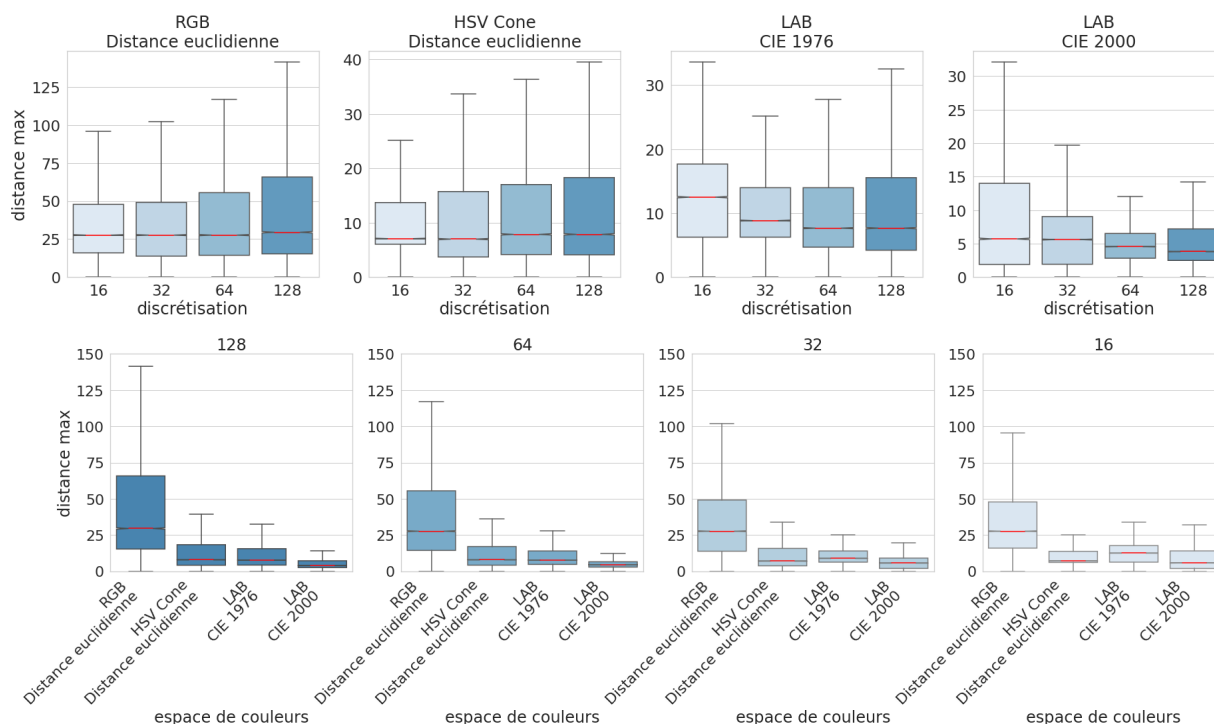 RGB
Distance euclidienne
HSV Cone
Distance euclidienne
LAB
CIE 1976
LAB
CIE 2000
distance max
125
100
75
50
25
0
16 32 64 128
discrétisation
40
30
20
10
0
16 32 64 128
discrétisation
30
20
10
0
16 32 64 128
discrétisation
30
25
20
15
10
5
0
16 32 64 128
discrétisation
128
distance max
150
125
100
75
50
25
0
RGB
Distance euclidienne
HSV Cone
Distance euclidienne
LAB
CIE 1976
LAB
CIE 2000
espace de couleurs
64
150
125
100
75
50
25
0
RGB
Distance euclidienne
HSV Cone
Distance euclidienne
LAB
CIE 1976
LAB
CIE 2000
espace de couleurs
32
150
125
100
75
50
25
0
RGB
Distance euclidienne
HSV Cone
Distance euclidienne
LAB
CIE 1976
LAB
CIE 2000
espace de couleurs
16
150
125
100
75
50
25
0
RGB
Distance euclidienne
HSV Cone
Distance euclidienne
LAB
CIE 1976
LAB
CIE 2000
espace de couleurs